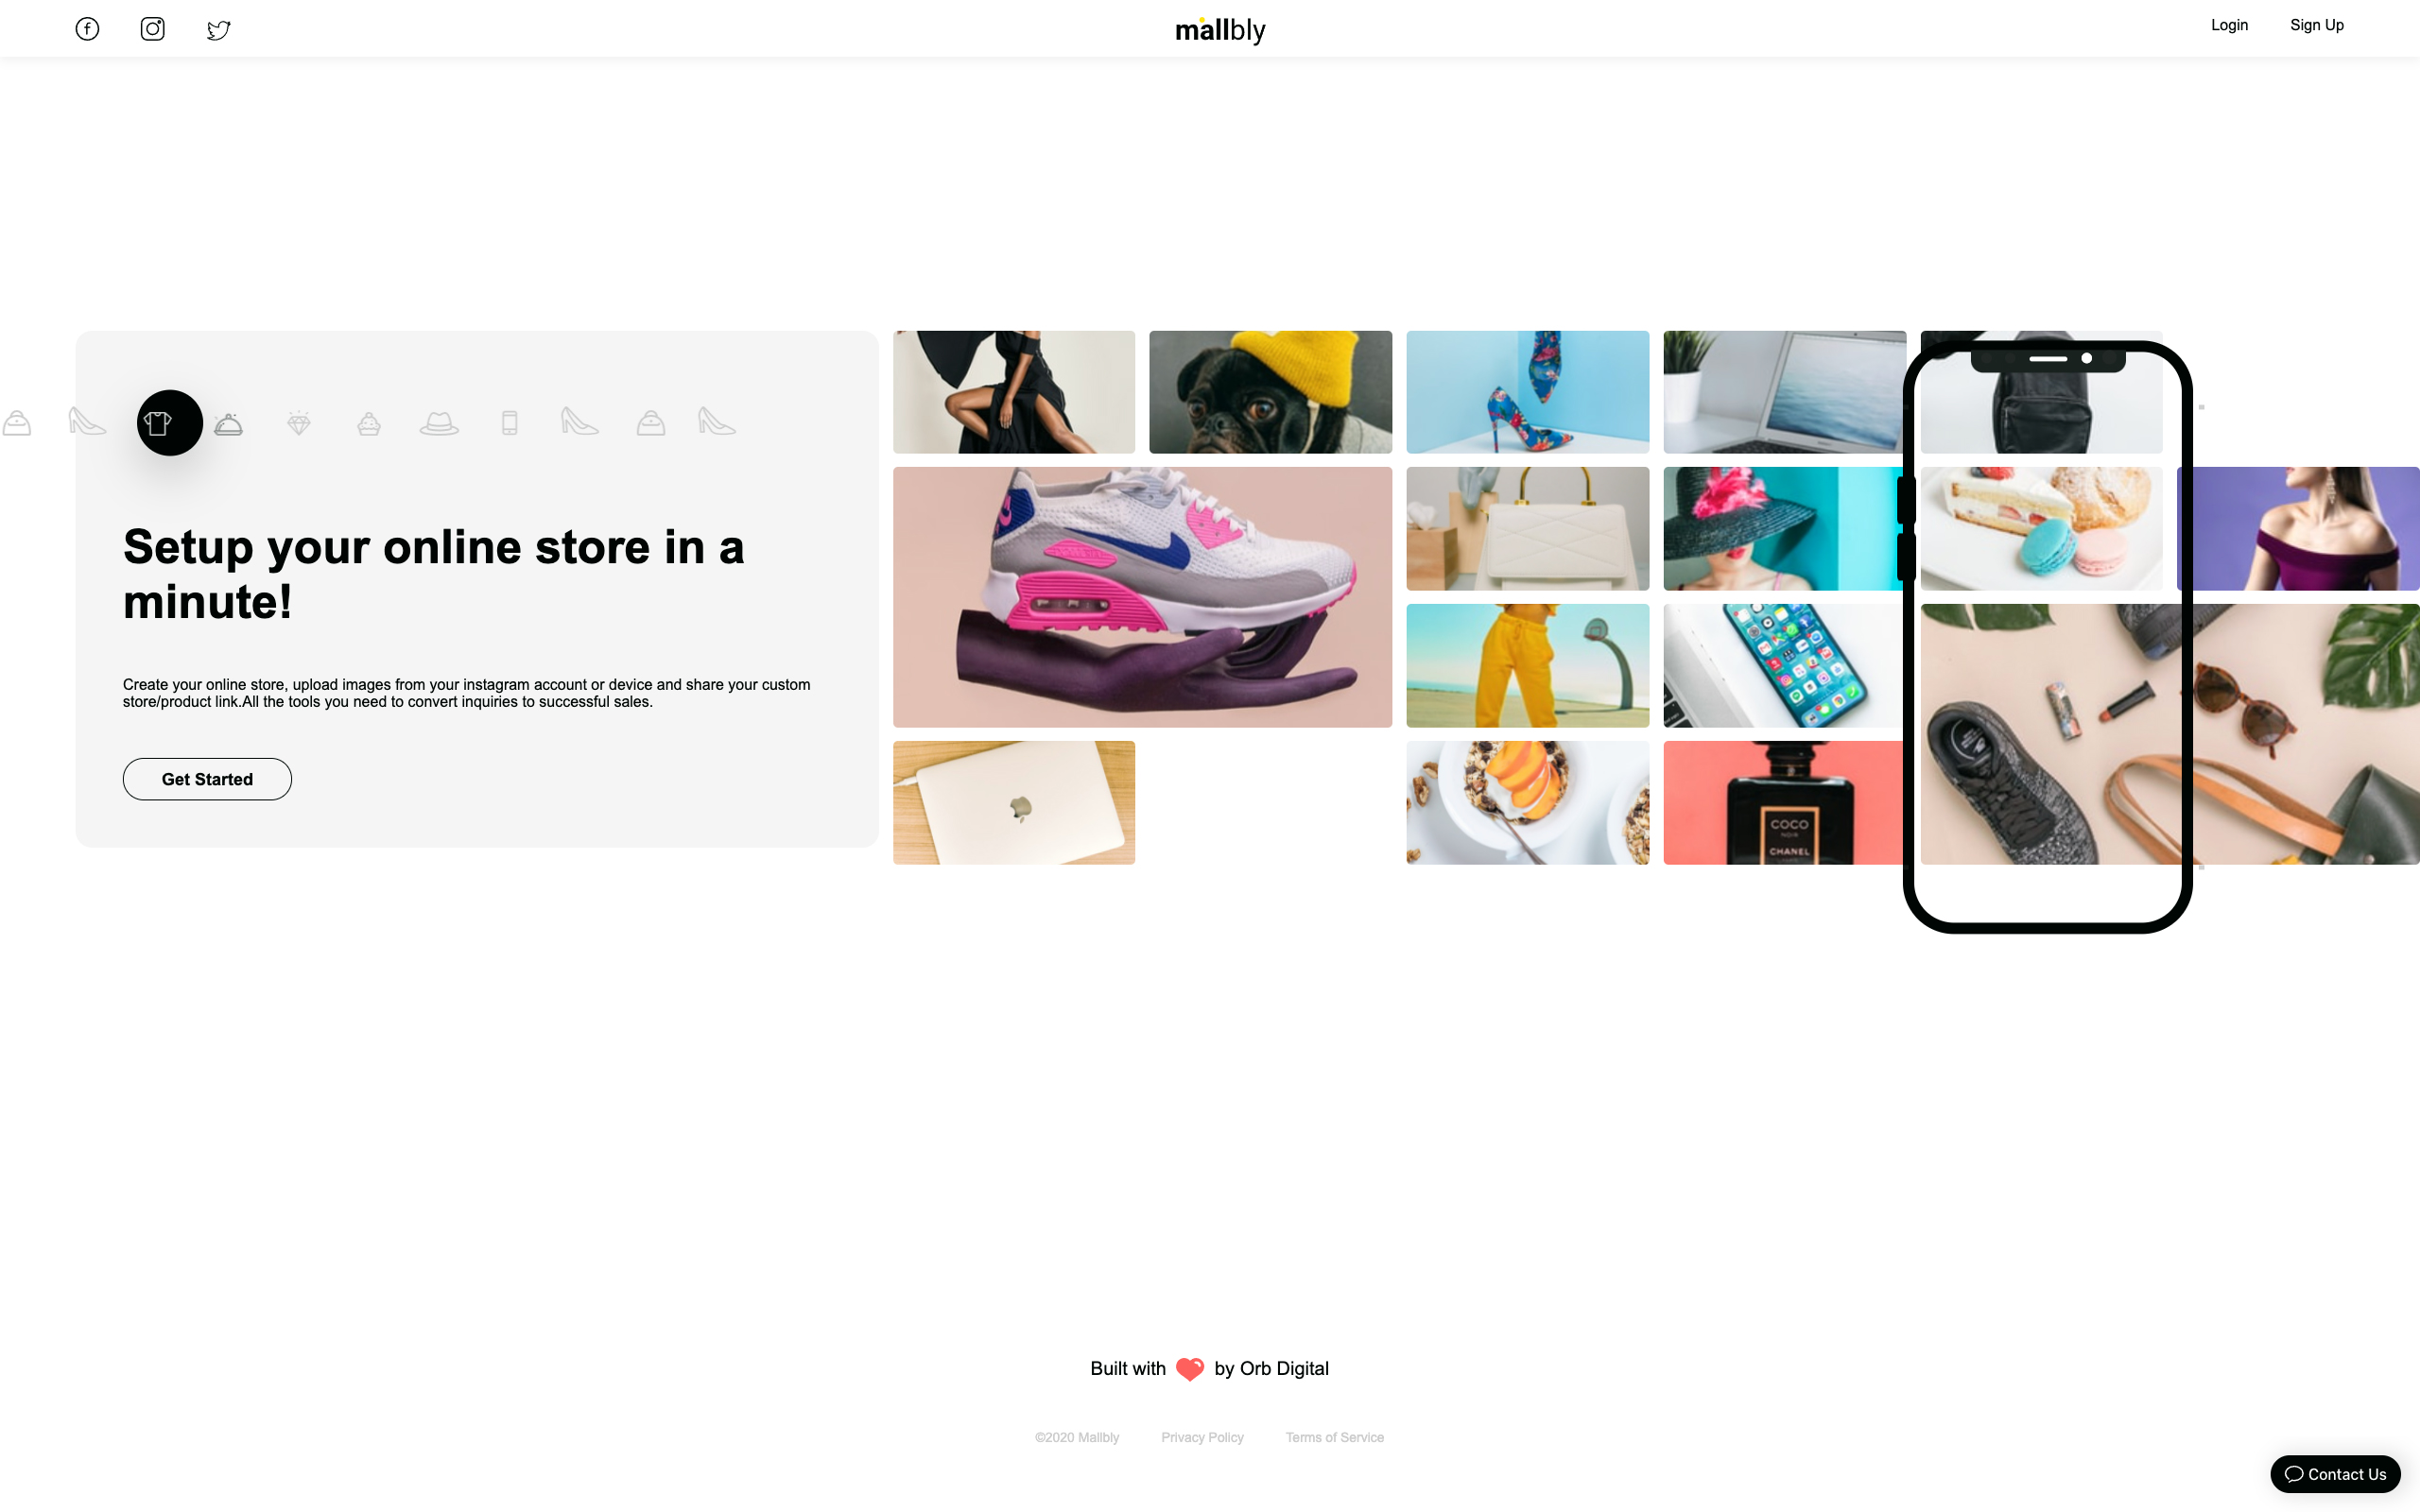 mallbly
Login
Sign Up
Setup your online store in a
minute!
Create your online store, upload images from your instagram account or device and share your custom
store/product link.All the tools you need to convert inquiries to successful sales.
Get Started
COCO
NOIR
CHANEL
Built with
by Orb Digital
©2020 Mallbly
Privacy Policy
Terms of Service
Contact Us